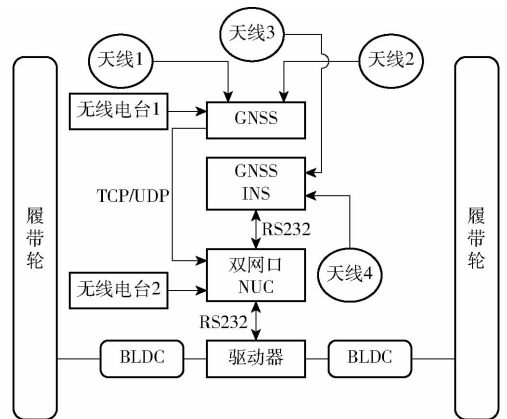 天线3
天线1
天线2
无线电台1
GNSS
TCP/UDP
GNSS
INS
RS232
履带轮
履带轮
双网口
NUC
天线4
无线电台2
RS232
BLDC
驱动器
BLDC